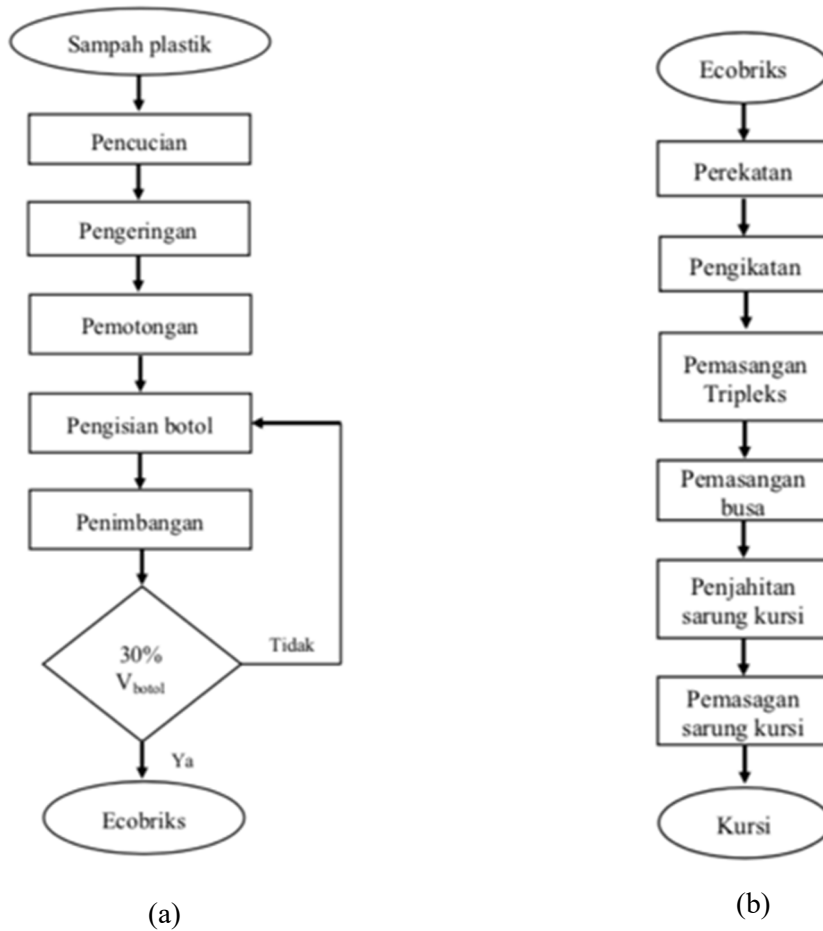 Sampah plastik
Pencucian
Pengeringan
Pemotongan
Pengisian botol
Penimbangan
30%
Vbotol
Tidak
Ya
Ecobriks
(a)
Ecobriks
Perekatan
Pengikatan
Pemasangan
Tripleks
Pemasangan
busa
Penjahitan
sarung kursi
Pemasagan
sarung kursi
Kursi
(b)